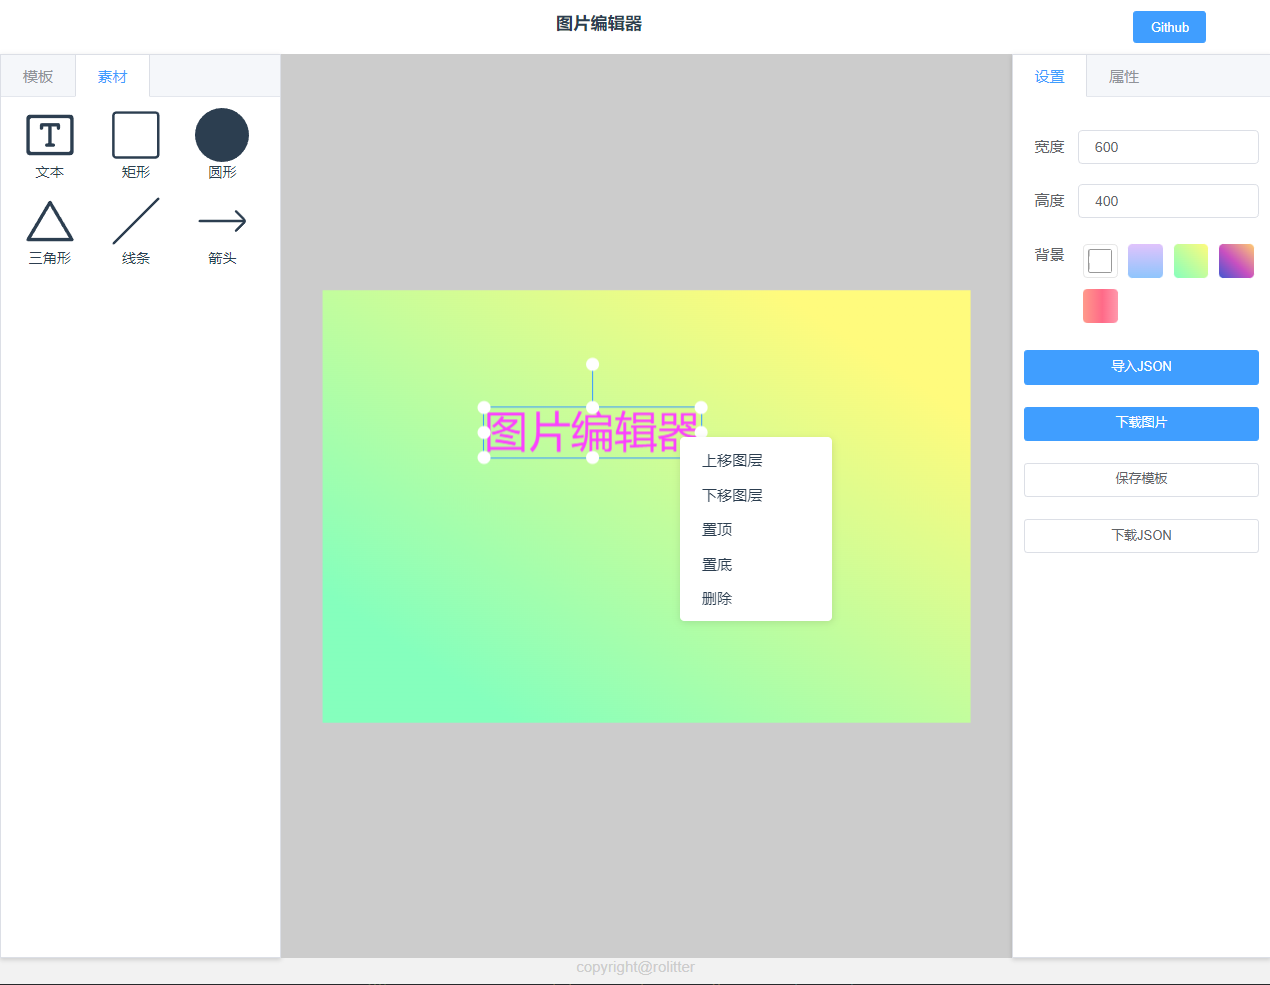 图片编辑器
Github
模板
素材
文本
矩形
圆形
三角形
线条
箭头
图片编辑器
上移图层
下移图层
置顶
置底
删除
设置
属性
宽度
600
高度
400
背景
导入JSON
下载图片
保存模板
下载JSON
copyright@rolitter